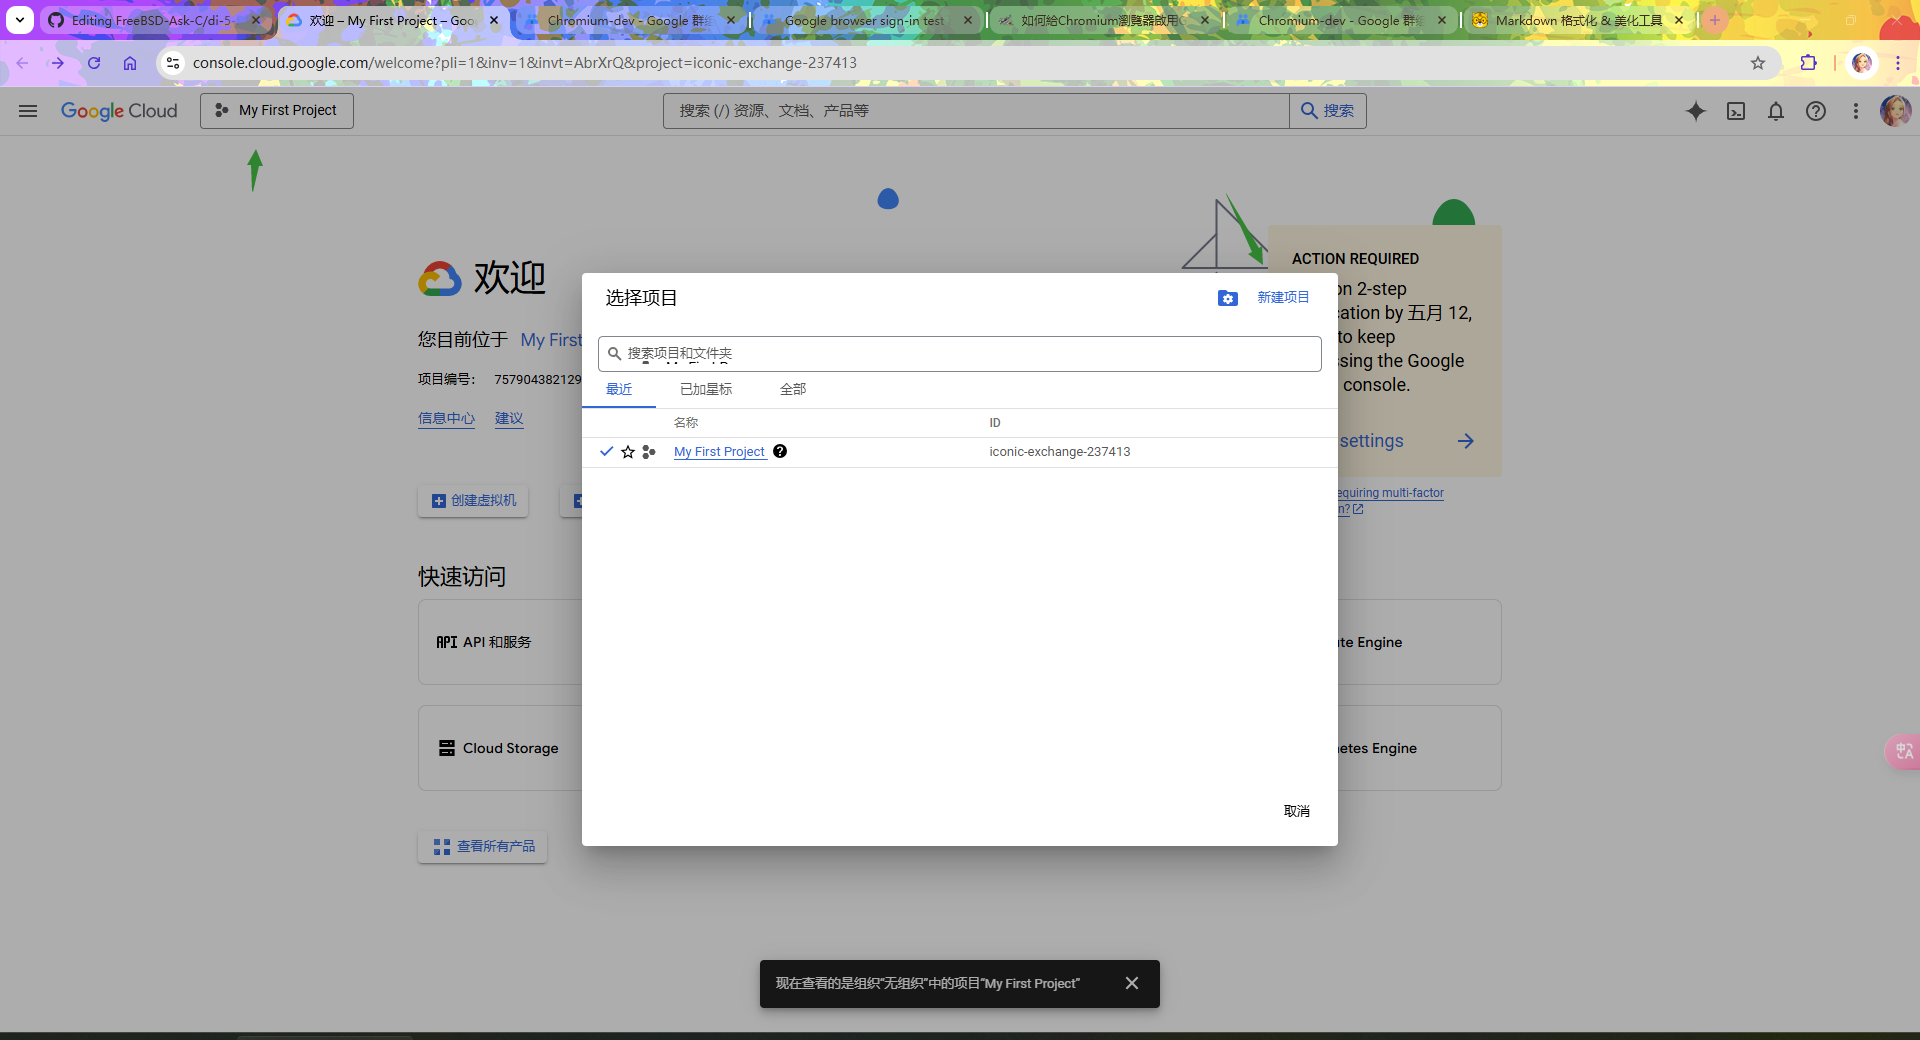 Editing FreeBSD-Ask-C/di-5-
欢迎 – My First Project – Goo
Chromium-dev - Google 群组
Google browser sign-in test
如何給Chromium瀏覽器啟用G
Chromium-dev - Google 群组
Markdown 格式化 & 美化工具
console.cloud.google.com/welcome?pli=1&inv=1&invt=AbrXrQ&project=iconic-exchange-237413
Google Cloud
My First Project
搜索 (/) 资源、文档、产品等
搜索
欢迎
您目前位于 My First
项目编号： 757904382129
信息中心 建议
创建虚拟机
快速访问
API API 和服务
Cloud Storage
查看所有产品
ACTION REQUIRED
on 2-step
cation by 五月 12,
to keep
ssing the Google
console.
settings
equiring multi-factor
n?
te Engine
etes Engine
选择项目
新建项目
搜索项目和文件夹
最近 已加星标 全部
名称 ID
My First Project iconic-exchange-237413
取消
现在查看的是组织“无组织”中的项目“My First Project”